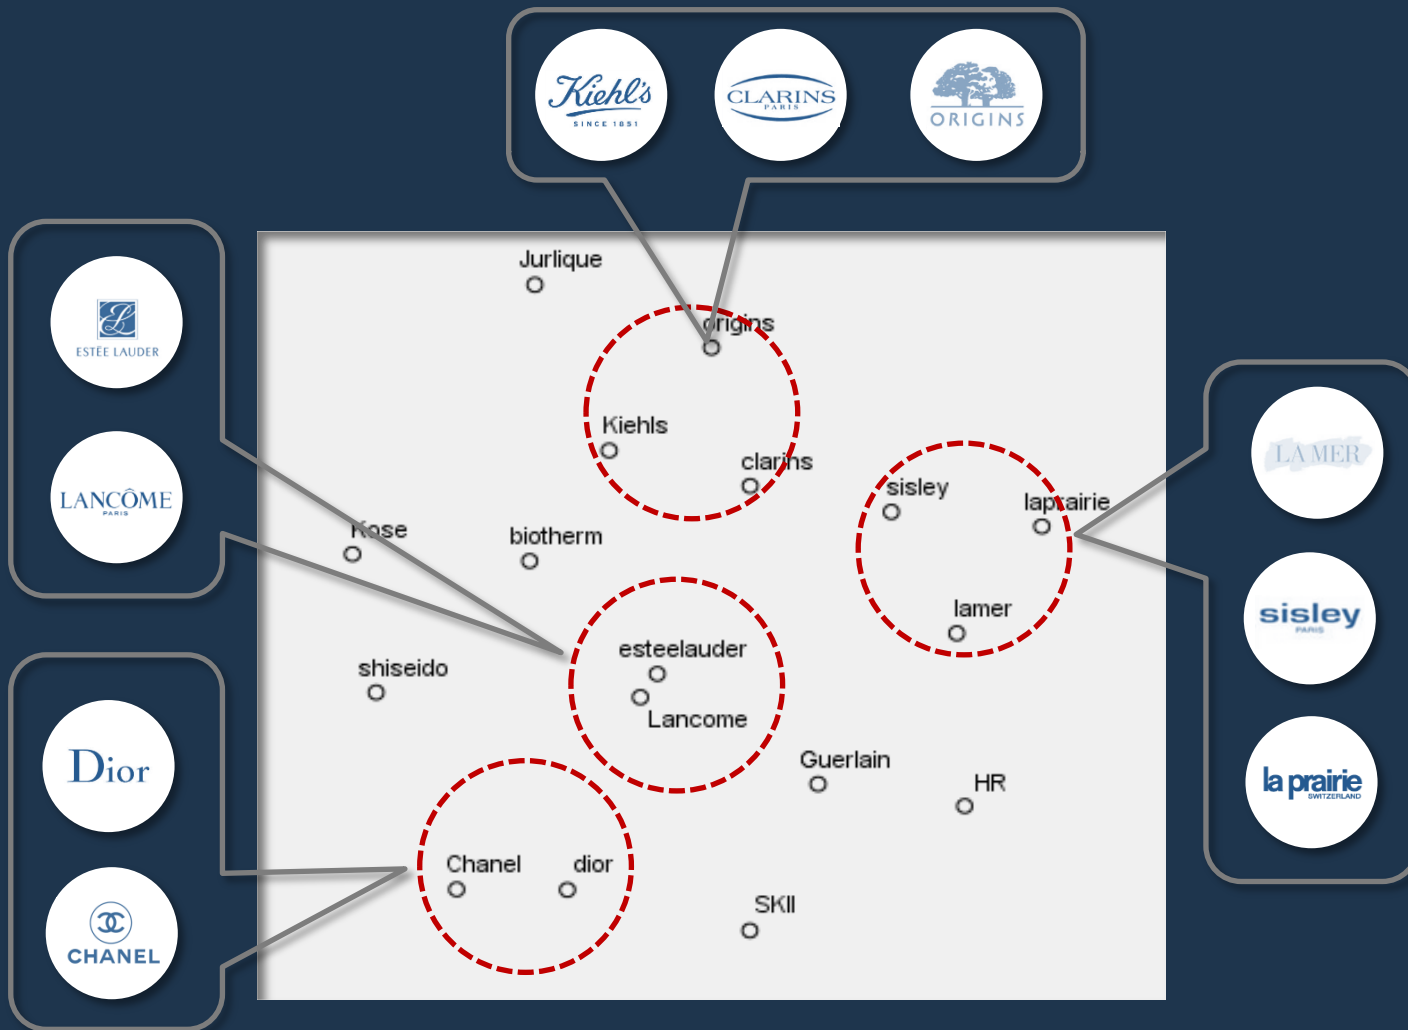 Kiehl's
SINCE 1851
CLARINS
PARIS
ORIGINS
ESTĒE LAUDER
LANCÔME
PARIS
Dior
CHANEL
Jurlique
origins
Kiehls
clarins
sisley
laprairie
Kose
biotherm
lamer
esteelauder
shiseido
Lancome
Guerlain
HR
Chanel
dior
SKII
LA MER
sisley
PARIS
la prairie
SWITZERLAND